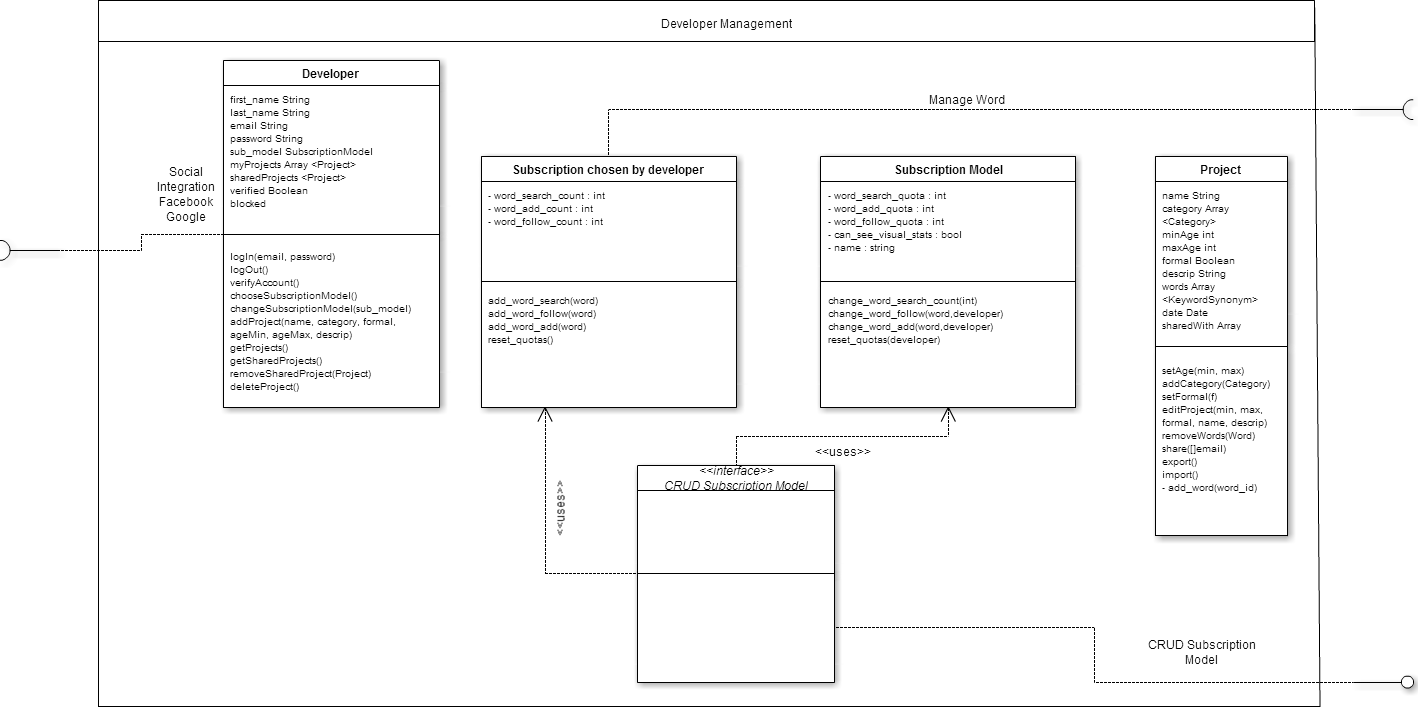 Developer Management
Social
Integration
Facebook
Google
Developer
first_name String
last_name String
email String
password String
sub_model SubscriptionModel
myProjects Array <Project>
sharedProjects <Project>
verified Boolean
blocked
logIn(email, password)
logOut()
verifyAccount()
chooseSubscriptionModel()
changeSubscriptionModel(sub_model)
addProject(name, category, formal,
ageMin, ageMax, descrip)
getProjects()
getSharedProjects()
removeSharedProject(Project)
deleteProject()
Manage Word
Subscription chosen by developer
- word_search_count : int
- word_add_count : int
- word_follow_count : int
add_word_search(word)
add_word_follow(word)
add_word_add(word)
reset_quotas()
Subscription Model
- word_search_quota : int
- word_add_quota : int
- word_follow_quota : int
- can_see_visual_stats : bool
- name : string
change_word_search_count(int)
change_word_follow(word,developer)
change_word_add(word,developer)
reset_quotas(developer)
Project
name String
category Array
<Category>
minAge int
maxAge int
formal Boolean
descrip String
words Array
<KeywordSynonym>
date Date
sharedWith Array
setAge(min, max)
addCategory(Category)
setFormal(f)
editProject(min, max,
formal, name, descrip)
removeWords(Word)
share([]email)
export()
import()
- add_word(word_id)
<<uses>>
<<uses>>
<<interface>>
CRUD Subscription Model
CRUD Subscription
Model